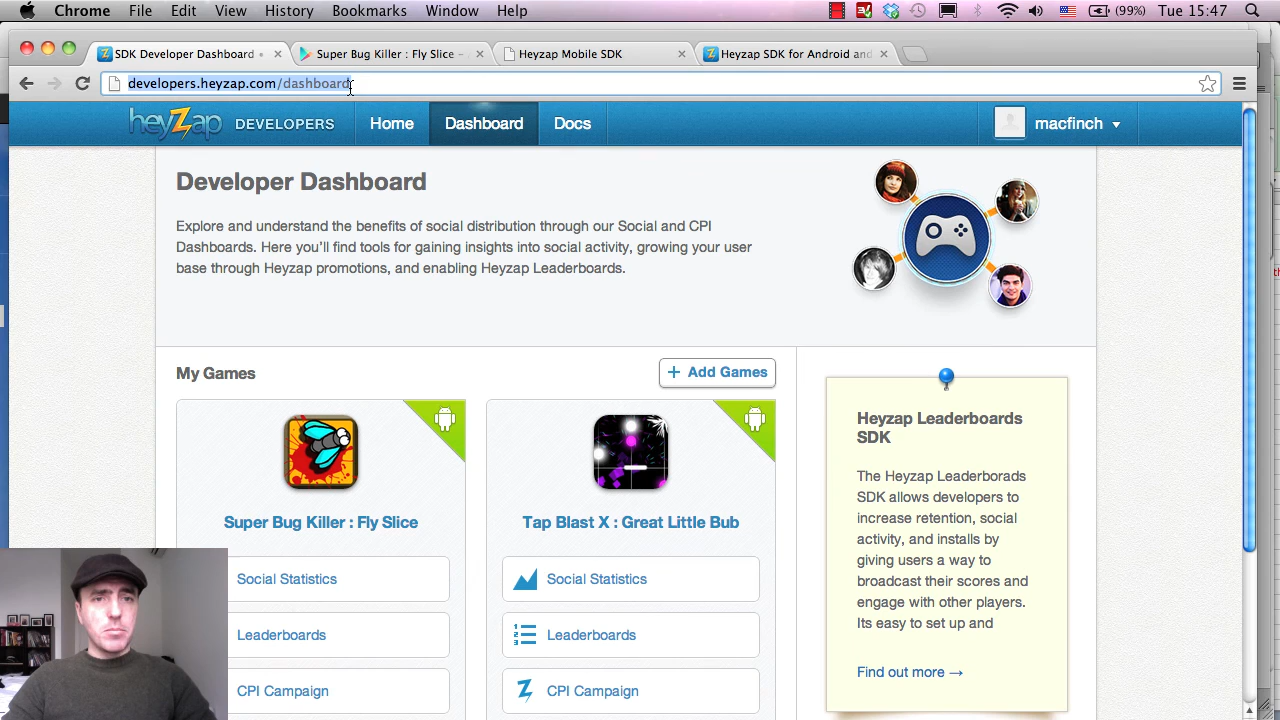 Chrome File Edit View History Bookmarks Window Help (99%) Tue 15:47
SDK Developer Dashboard Super Bug Killer : Fly Slice – Heyzap Mobile SDK Heyzap SDK for Android and
developers.heyzap.com/dashboard
heyZap DEVELOPERS Home Dashboard Docs macfinch
Developer Dashboard
Explore and understand the benefits of social distribution through our Social and CPI
Dashboards. Here you'll find tools for gaining insights into social activity, growing your user
base through Heyzap promotions, and enabling Heyzap Leaderboards.
My Games
+ Add Games
Super Bug Killer : Fly Slice
Social Statistics
Leaderboards
CPI Campaign
Tap Blast X : Great Little Bub
Social Statistics
Leaderboards
CPI Campaign
Heyzap Leaderboards
SDK
The Heyzap Leaderborads
SDK allows developers to
increase retention, social
activity, and installs by
giving users a way to
broadcast their scores and
engage with other players.
Its easy to set up and
Find out more →